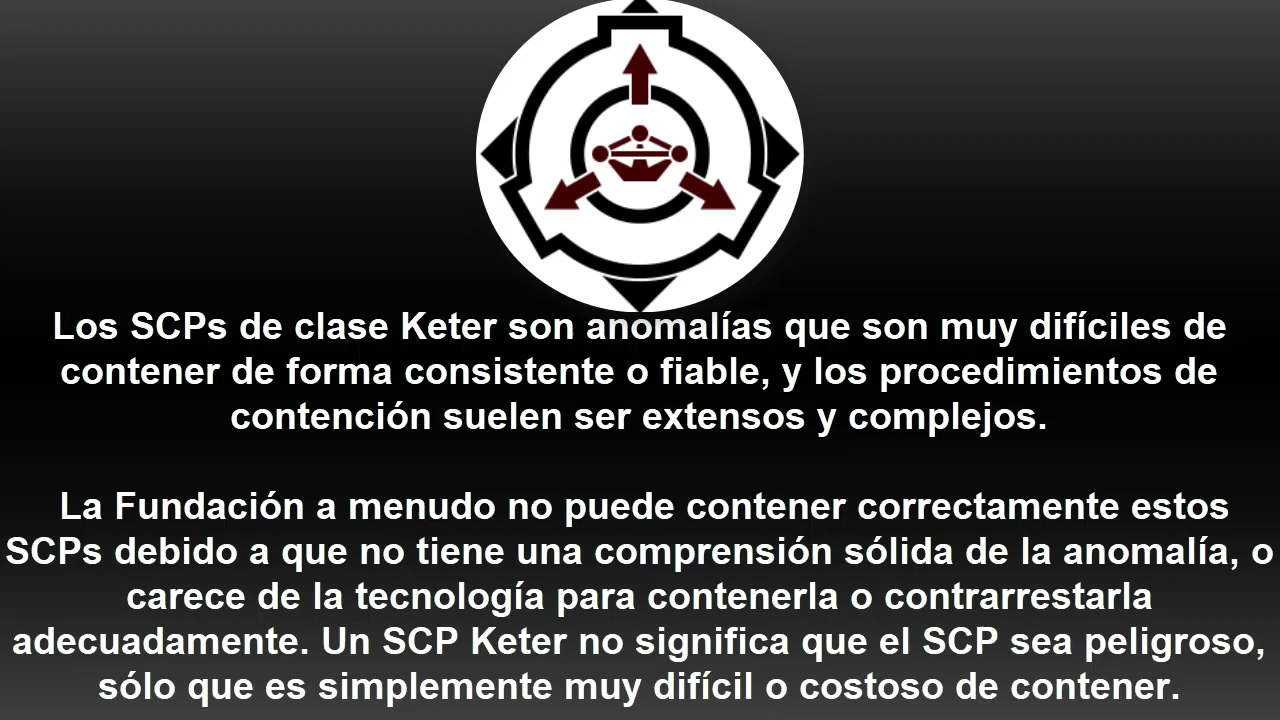 Los SCPs de clase Keter son anomalías que son muy difíciles de
contener de forma consistente o fiable, y los procedimientos de
contención suelen ser extensos y complejos.
La Fundación a menudo no puede contener correctamente estos
SCPs debido a que no tiene una comprensión sólida de la anomalía, o
carece de la tecnología para contenerla o contrarrestarla
adecuadamente. Un SCP Keter no significa que el SCP sea peligroso,
sólo que es simplemente muy difícil o costoso de contener.